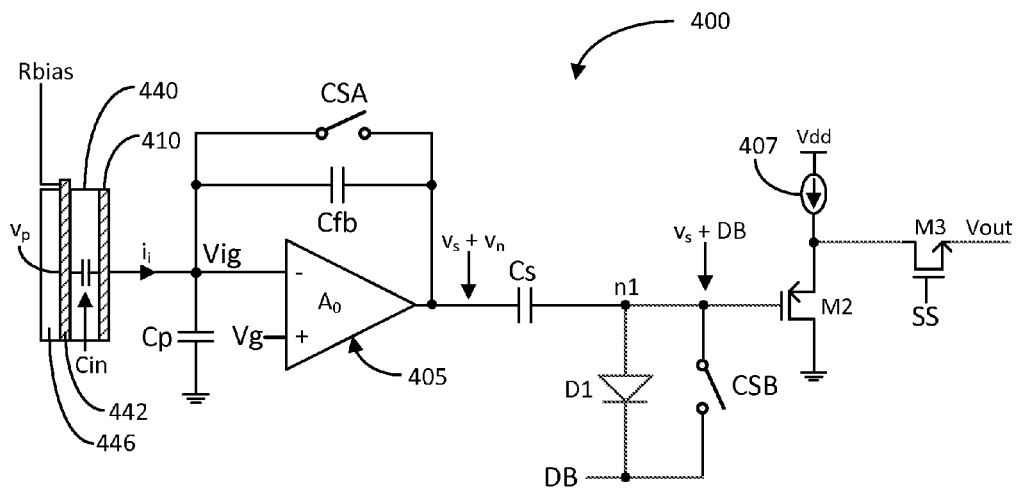 400
Rbias
440
410
CSA
Cfb
407
Vdd
M3
Vout
vp
ii
Vig
vs + vn
vs + DB
Cs
n1
-
A0
M2
SS
Cp
Vg
+
405
Cin
442
446
D1
CSB
DB